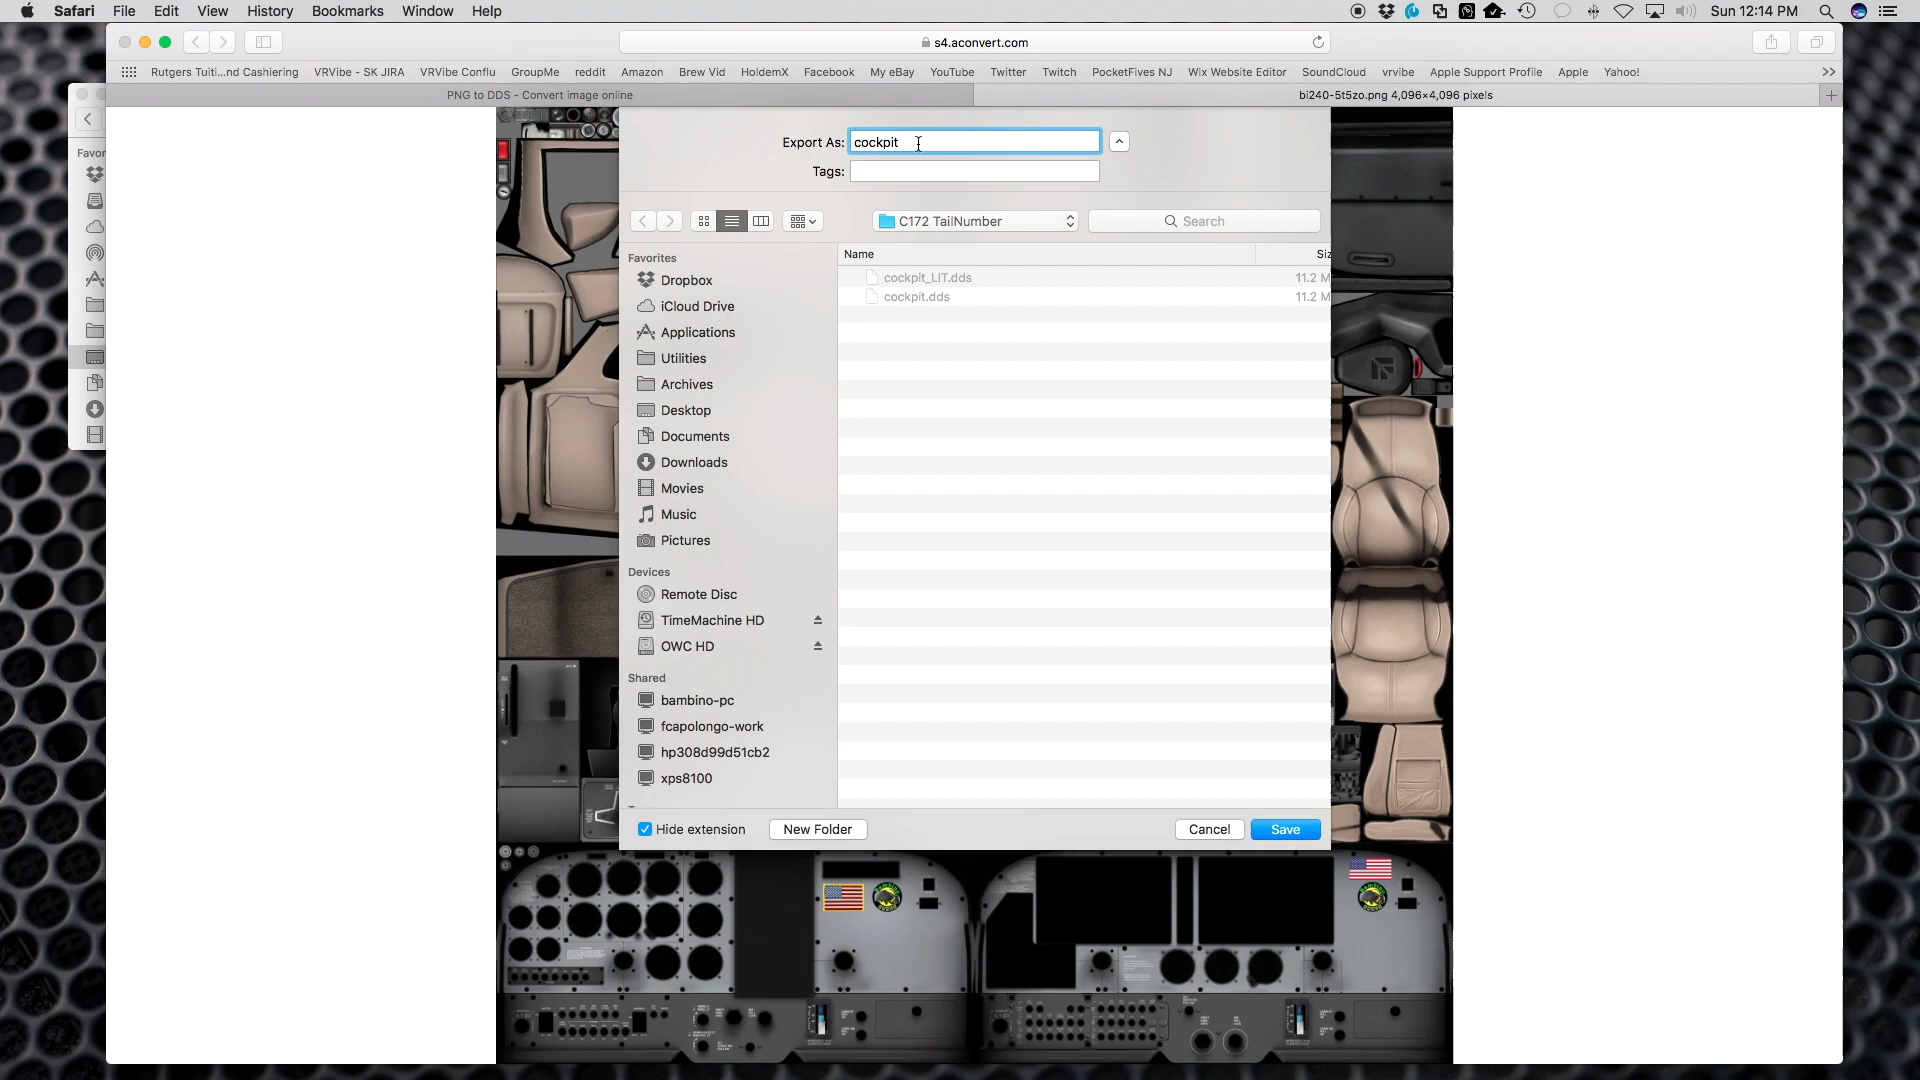 Safari File Edit View History Bookmarks Window Help Sun 12:14 PM
s4.aconvert.com
Rutgers Tuiti...nd Cashiering VRVibe - SK JIRA VRVibe Conflu GroupMe reddit Amazon Brew Vid HoldemX Facebook My eBay YouTube Twitter Twitch PocketFives NJ Wix Website Editor SoundCloud vrvibe Apple Support Profile Apple Yahoo!
PNG to DDS - Convert image online bi240-5t5zo.png 4,096×4,096 pixels
Favor
Export As: cockpit
Tags:
C172 TailNumber Search
Favorites
Dropbox
iCloud Drive
Applications
Utilities
Archives
Desktop
Documents
Downloads
Movies
Music
Pictures
Devices
Remote Disc
TimeMachine HD
OWC HD
Shared
bambino-pc
fcapolongo-work
hp308d99d51cb2
xps8100
Name Siz
cockpit_LIT.dds 11.2 M
cockpit.dds 11.2 M
Hide extension New Folder Cancel Save